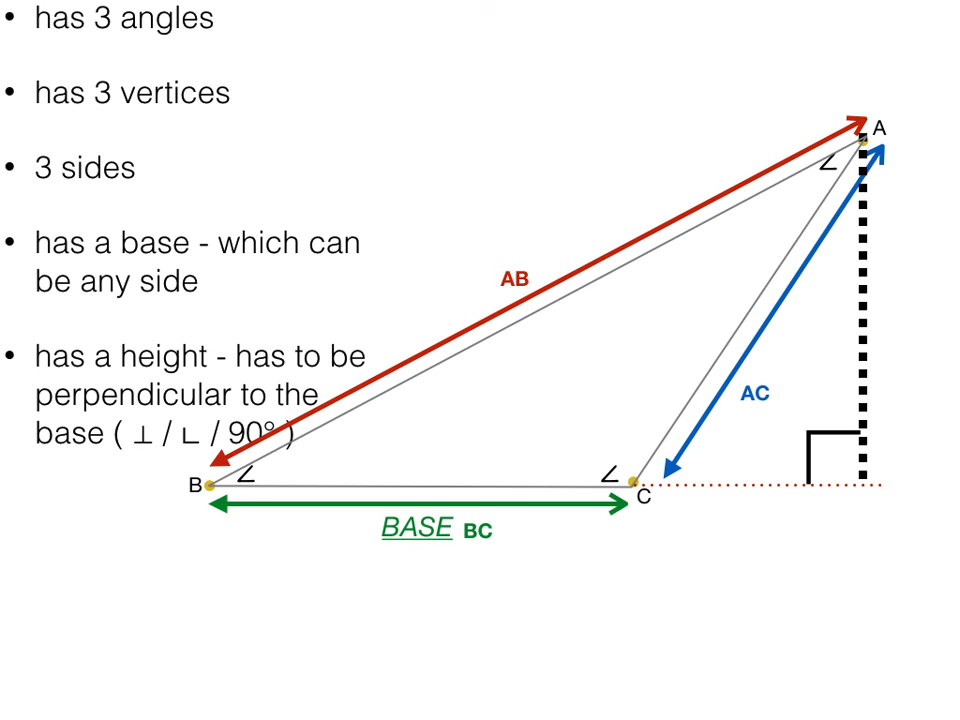 • has 3 angles
• has 3 vertices
• 3 sides
• has a base - which can
be any side
• has a height - has to be
perpendicular to the
base ( ⊥ / ∟ / 90° )
A
AB
AC
B
C
BASE BC